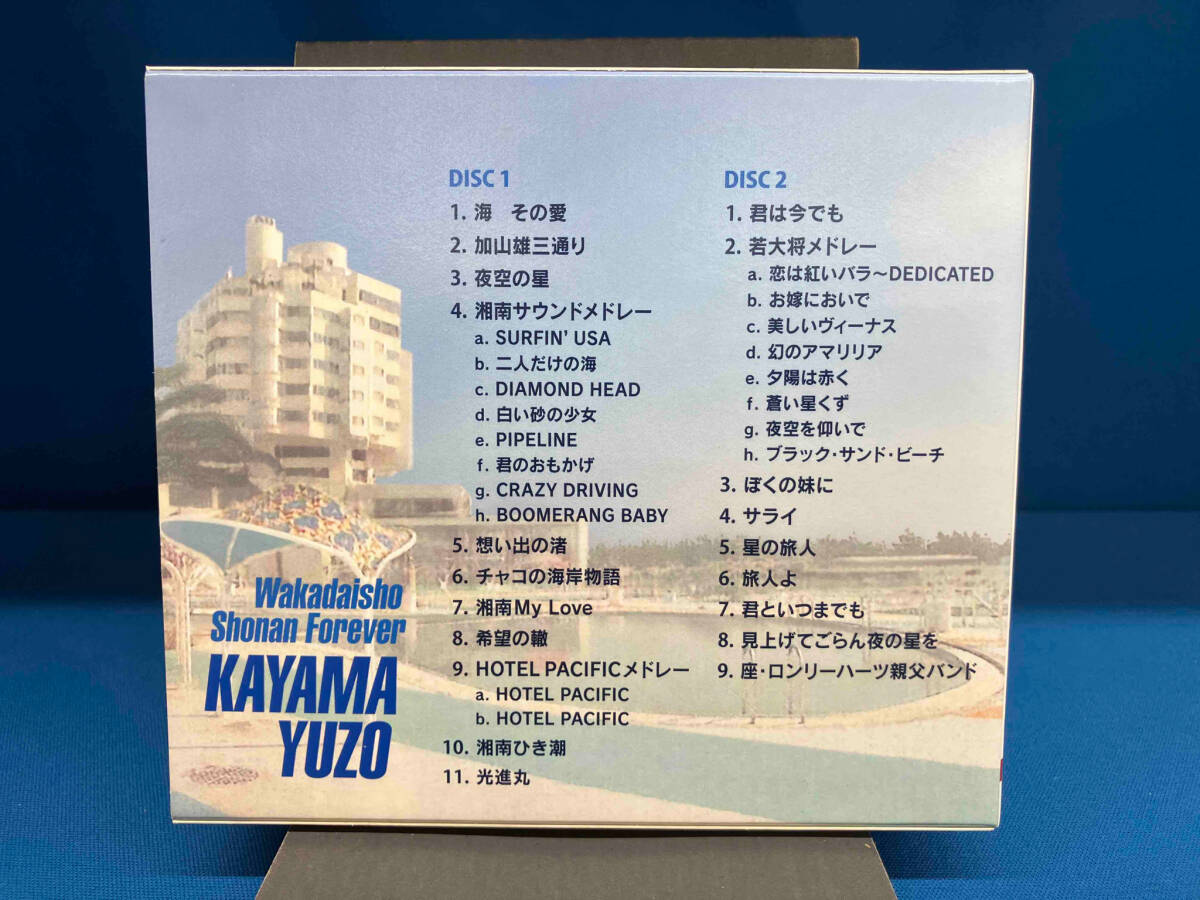 DISC 1
1. 海 その愛
2. 加山雄三通り
3. 夜空の星
4. 湘南サウンドメドレー
a. SURFIN' USA
b. 二人だけの海
c. DIAMOND HEAD
d. 白い砂の少女
e. PIPELINE
f. 君のおもかげ
g. CRAZY DRIVING
h. BOOMERANG BABY
5. 想い出の渚
6. チャコの海岸物語
7. 湘南My Love
8. 希望の轍
9. HOTEL PACIFICメドレー
a. HOTEL PACIFIC
b. HOTEL PACIFIC
10. 湘南ひき潮
11. 光進丸
DISC 2
1. 君は今でも
2. 若大将メドレー
a. 恋は紅いバラ〜DEDICATED
b. お嫁においで
c. 美しいヴィーナス
d. 幻のアマリリア
e. 夕陽は赤く
f. 蒼い星くず
g. 夜空を仰いで
h. ブラック・サンド・ビーチ
3. ぼくの妹に
4. サライ
5. 星の旅人
6. 旅人よ
7. 君といつまでも
8. 見上げてごらん夜の星を
9. 座・ロンリーハーツ親父バンド
Wakadaisho
Shonan Forever
KAYAMA
YUZO